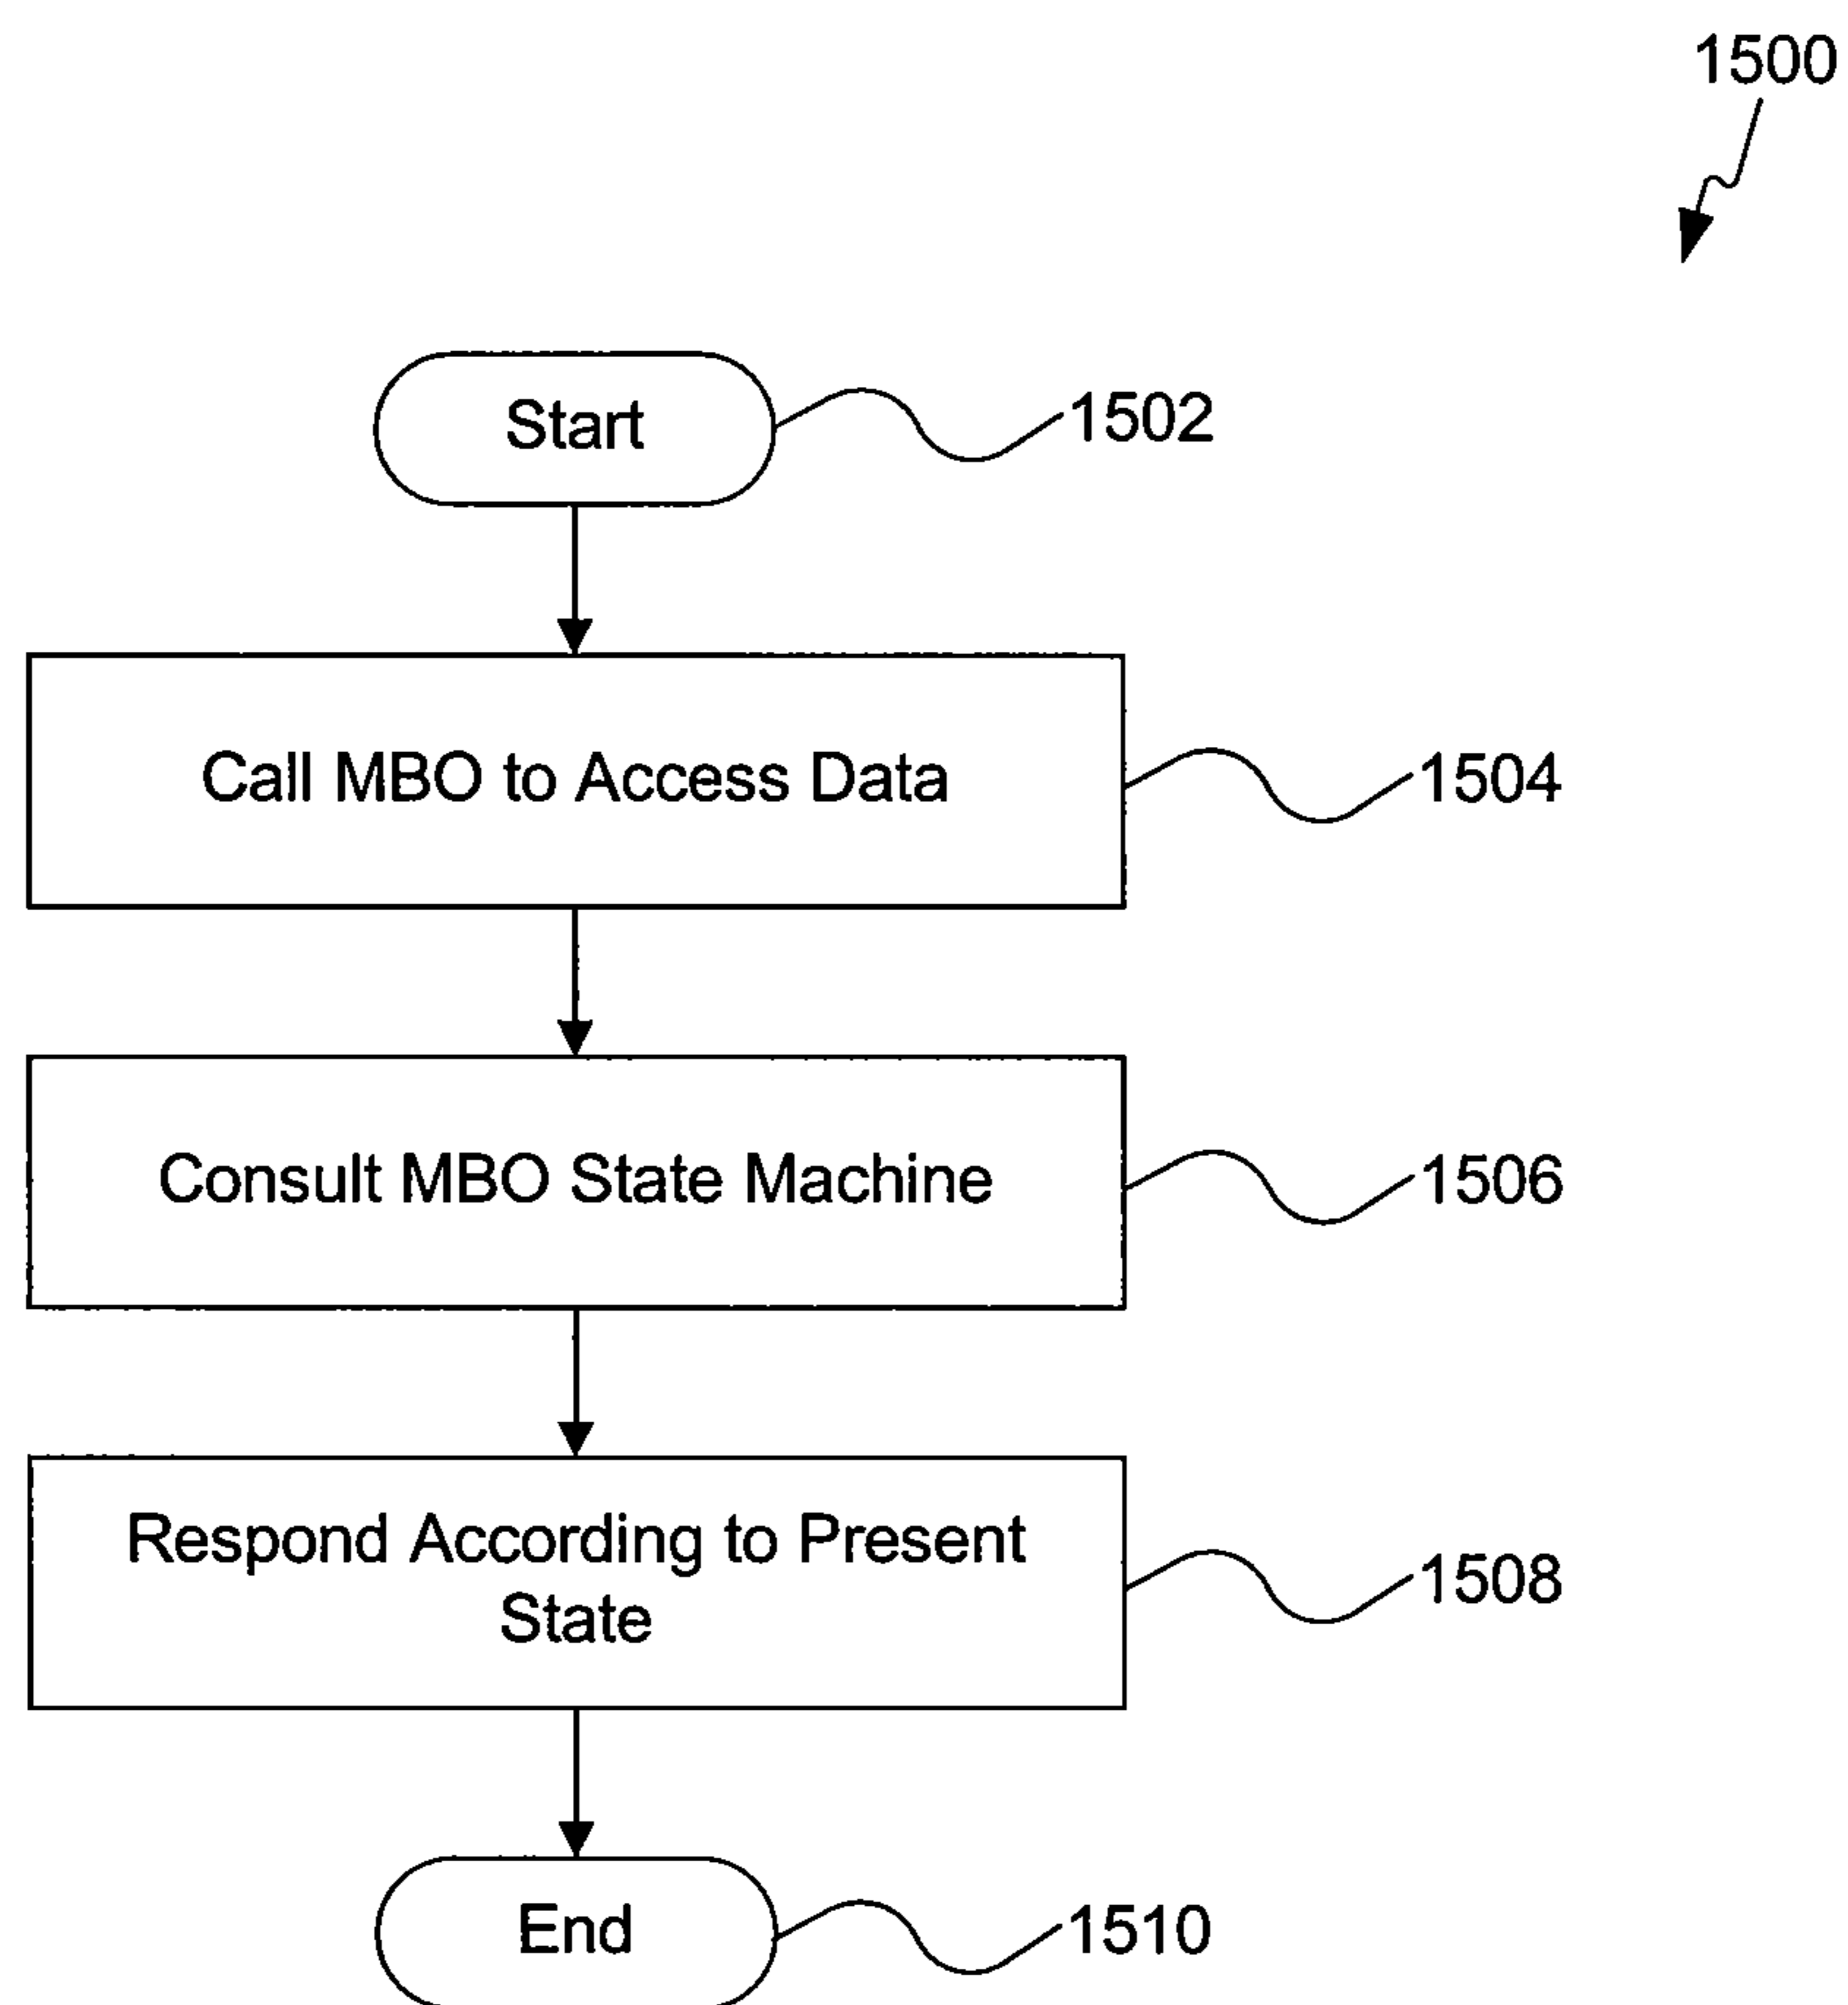 1500
Start
1502
Call MBO to Access Data
1504
Consult MBO State Machine
1506
Respond According to Present
State
1508
End
1510